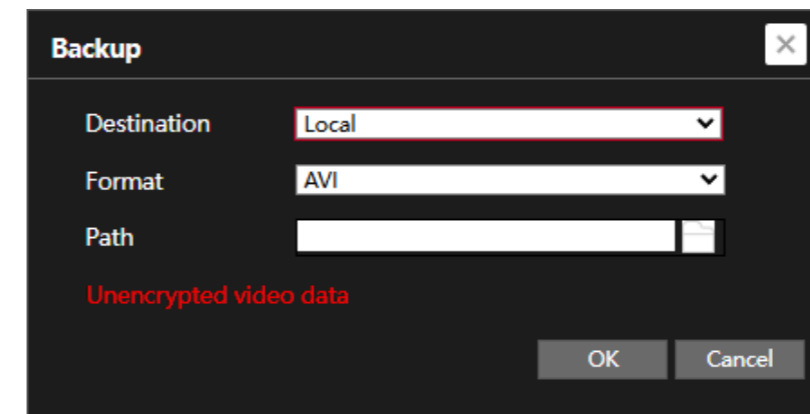 Backup
Destination Local
Format AVI
Path
Unencrypted video data
OK Cancel